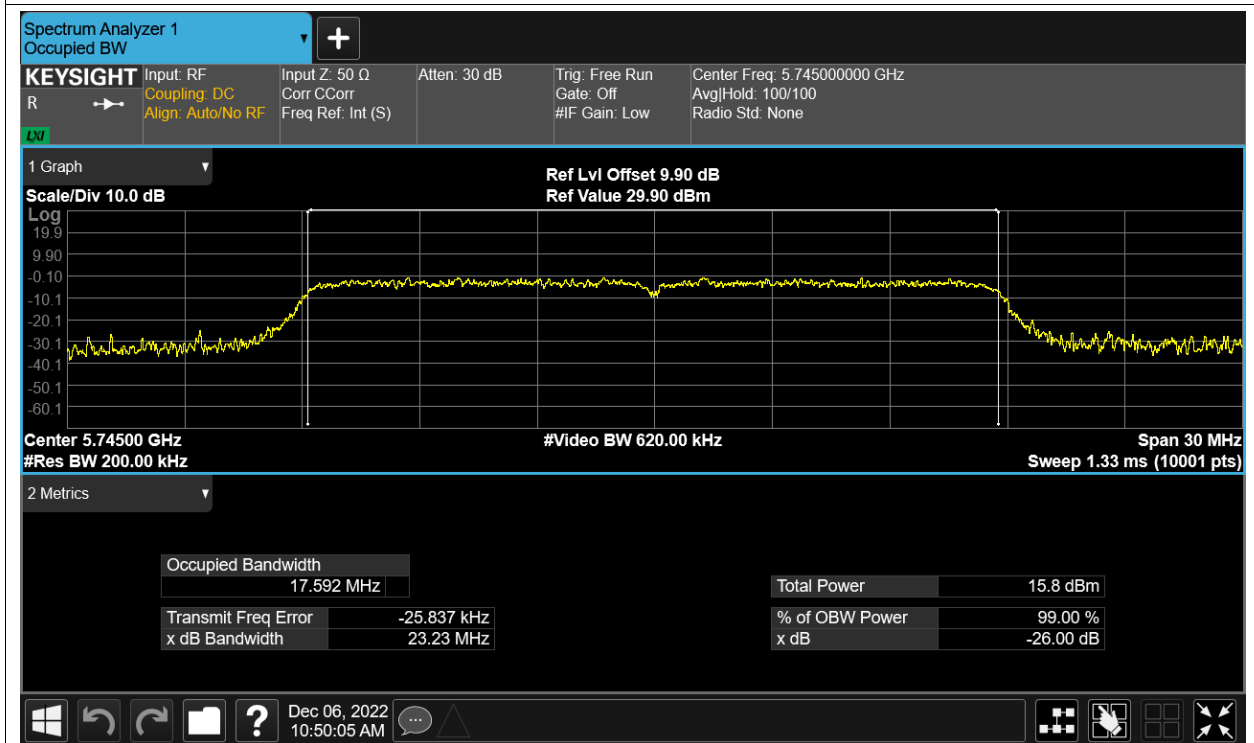 Spectrum Analyzer 1
Occupied BW
KEYSIGHT
R
LXI
Input: RF
Coupling: DC
Align: Auto/No RF
Input Z: 50 Ω
Corr CCorr
Freq Ref: Int (S)
Atten: 30 dB
Trig: Free Run
Gate: Off
#IF Gain: Low
Center Freq: 5.745000000 GHz
Avg|Hold: 100/100
Radio Std: None
1 Graph
Scale/Div 10.0 dB
Ref Lvl Offset 9.90 dB
Ref Value 29.90 dBm
Log
19.9
9.90
-0.10
-10.1
-20.1
-30.1
-40.1
-50.1
-60.1
Center 5.74500 GHz
#Video BW 620.00 kHz
Span 30 MHz
#Res BW 200.00 kHz
Sweep 1.33 ms (10001 pts)
2 Metrics
Occupied Bandwidth
17.592 MHz
Total Power 15.8 dBm
Transmit Freq Error -25.837 kHz
% of OBW Power 99.00 %
x dB Bandwidth 23.23 MHz
x dB -26.00 dB
?
Dec 06, 2022
10:50:05 AM